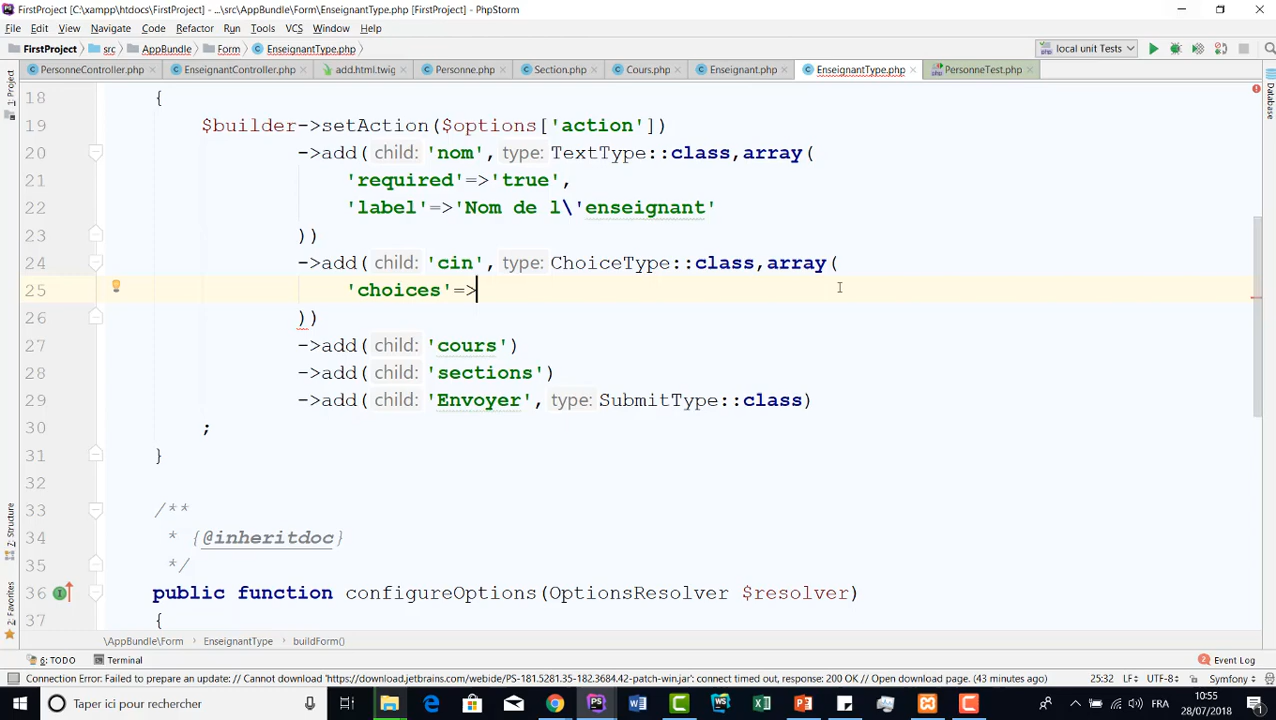 FirstProject [C:\xampp\htdocs\FirstProject] - ...\src\AppBundle\Form\EnseignantType.php [FirstProject] - PhpStorm
File Edit View Navigate Code Refactor Run Tools VCS Window Help
FirstProject src AppBundle Form EnseignantType.php local unit Tests
PersonneController.php EnseignantController.php add.html.twig Personne.php Section.php Cours.php Enseignant.php EnseignantType.php PersonneTest.php
1: Project
Database
18 {
19 $builder->setAction($options['action'])
20 ->add( child: 'nom', type: TextType::class,array(
21 'required'=>'true',
22 'label'=>'Nom de l\'enseignant'
23 ))
24 ->add( child: 'cin', type: ChoiceType::class,array(
25 'choices'=>
26 ))
27 ->add( child: 'cours')
28 ->add( child: 'sections')
29 ->add( child: 'Envoyer', type: SubmitType::class)
30 ;
31 }
32
33 /**
34 * {@inheritdoc}
35 */
36 public function configureOptions(OptionsResolver $resolver)
37 {
7: Structure
2: Favorites
\AppBundle\Form EnseignantType buildForm()
6: TODO Terminal 2 Event Log
Connection Error: Failed to prepare an update: // Cannot download 'https://download.jetbrains.com/webide/PS-181.5281.35-182.3684.42-patch-win.jar': connect timed out, response: 200 OK // Download (43 minutes ago) 25:32 LF÷ UTF-8÷ Symfony
Taper ici pour rechercher FRA 10:55
28/07/2018